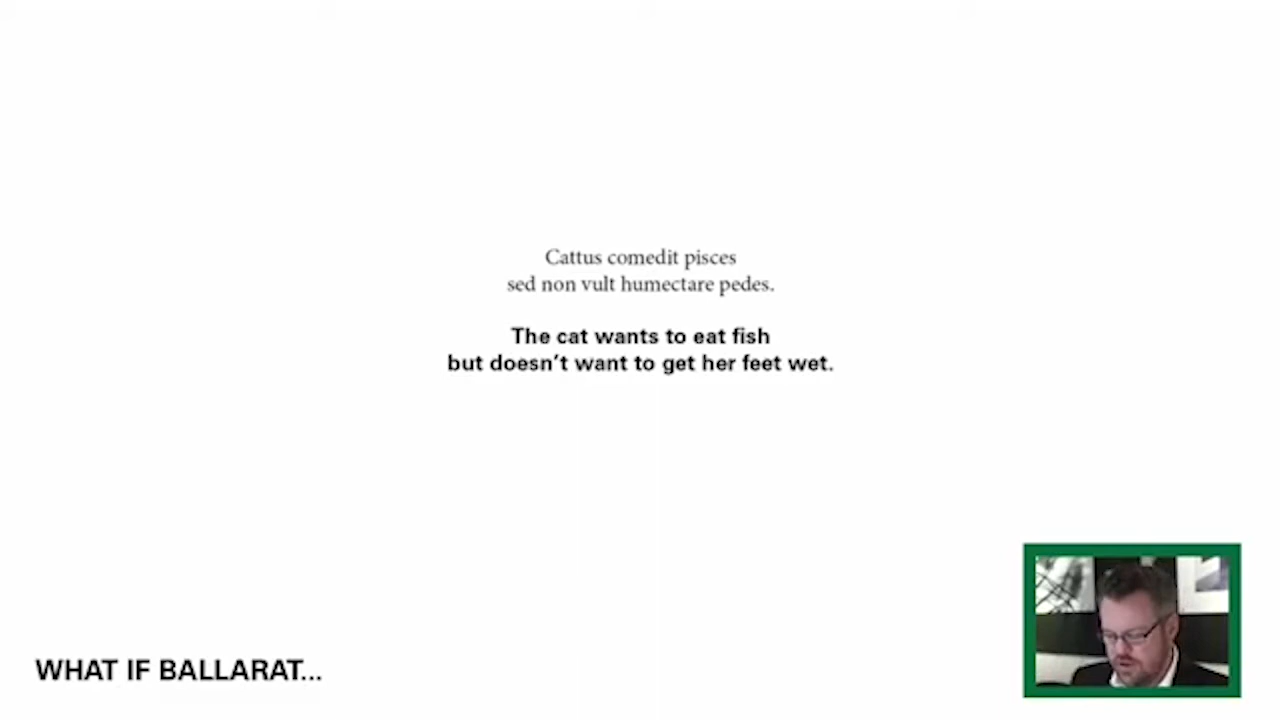 Cattus comedit pisces
sed non vult humectare pedes.
The cat wants to eat fish
but doesn’t want to get her feet wet.
WHAT IF BALLARAT...